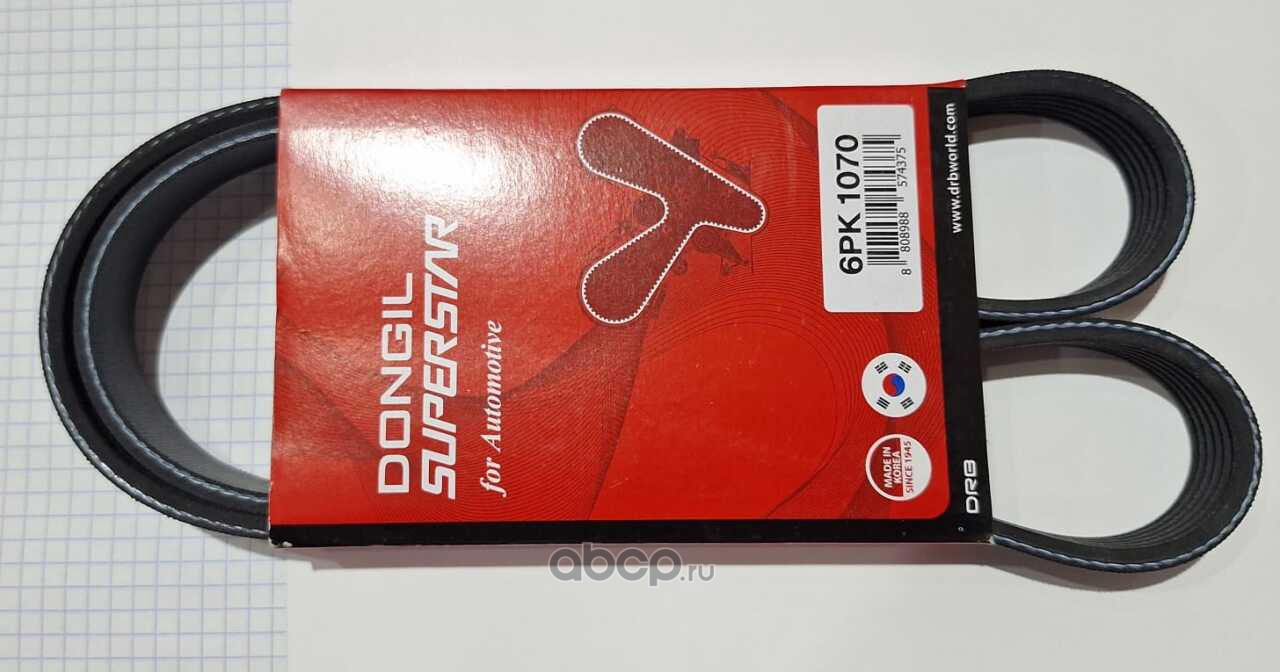 DONGIL
SUPERSTAR
for Automotive
6PK 1070
8 808988 574375
MADE IN
KOREA
SINCE 1945
DRB
www.drbworld.com
abcp.ru